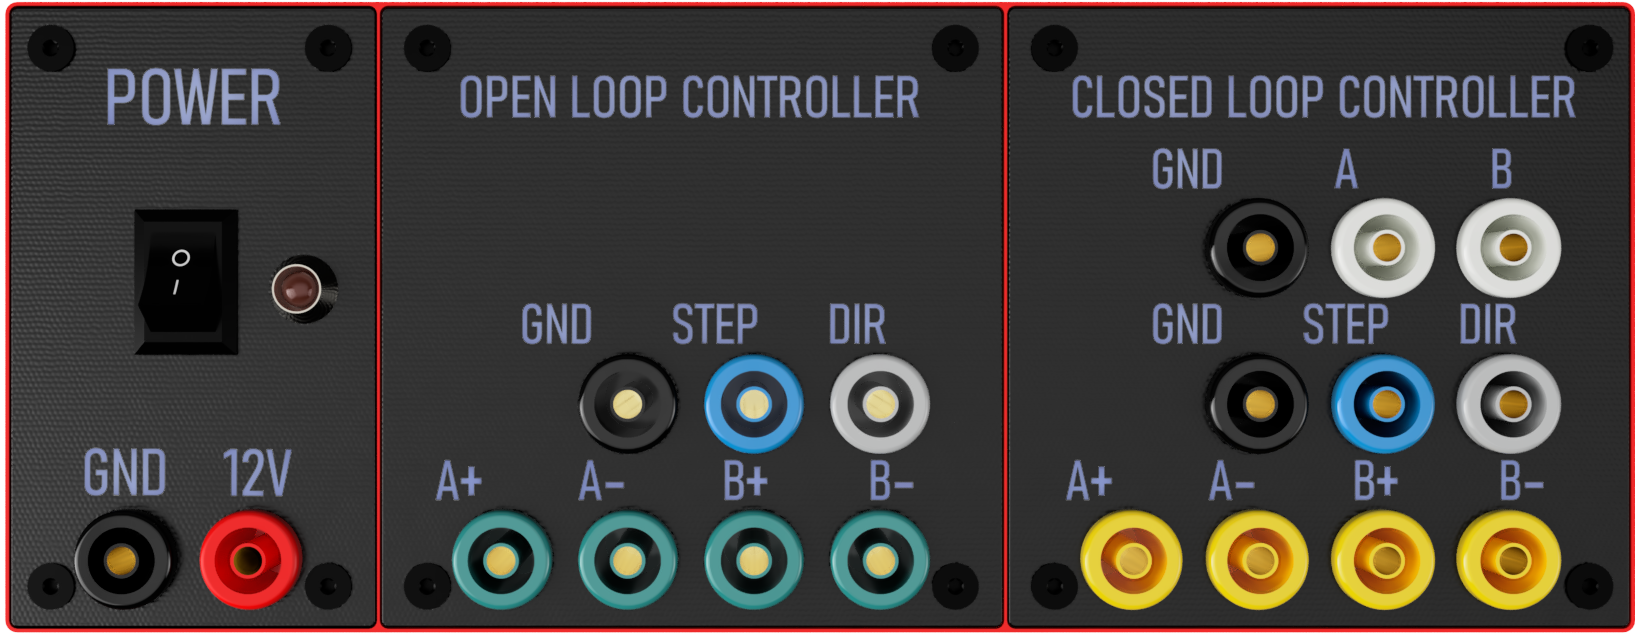 POWER
O
I
GND 12V
OPEN LOOP CONTROLLER
GND STEP DIR
A+ A- B+ B-
CLOSED LOOP CONTROLLER
GND A B
GND STEP DIR
A+ A- B+ B-